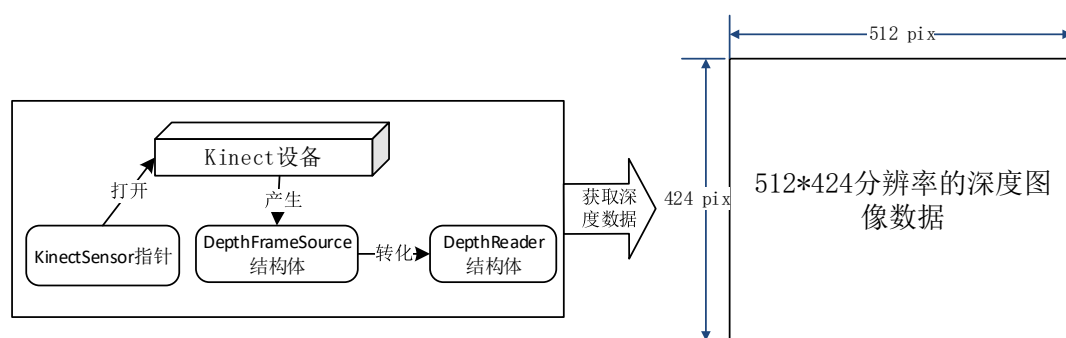 512 pix
Kinect设备
打开
产生
获取深
度数据
424 pix
512*424分辨率的深度图
像数据
KinectSensor指针
DepthFrameSource
结构体
转化
DepthReader
结构体